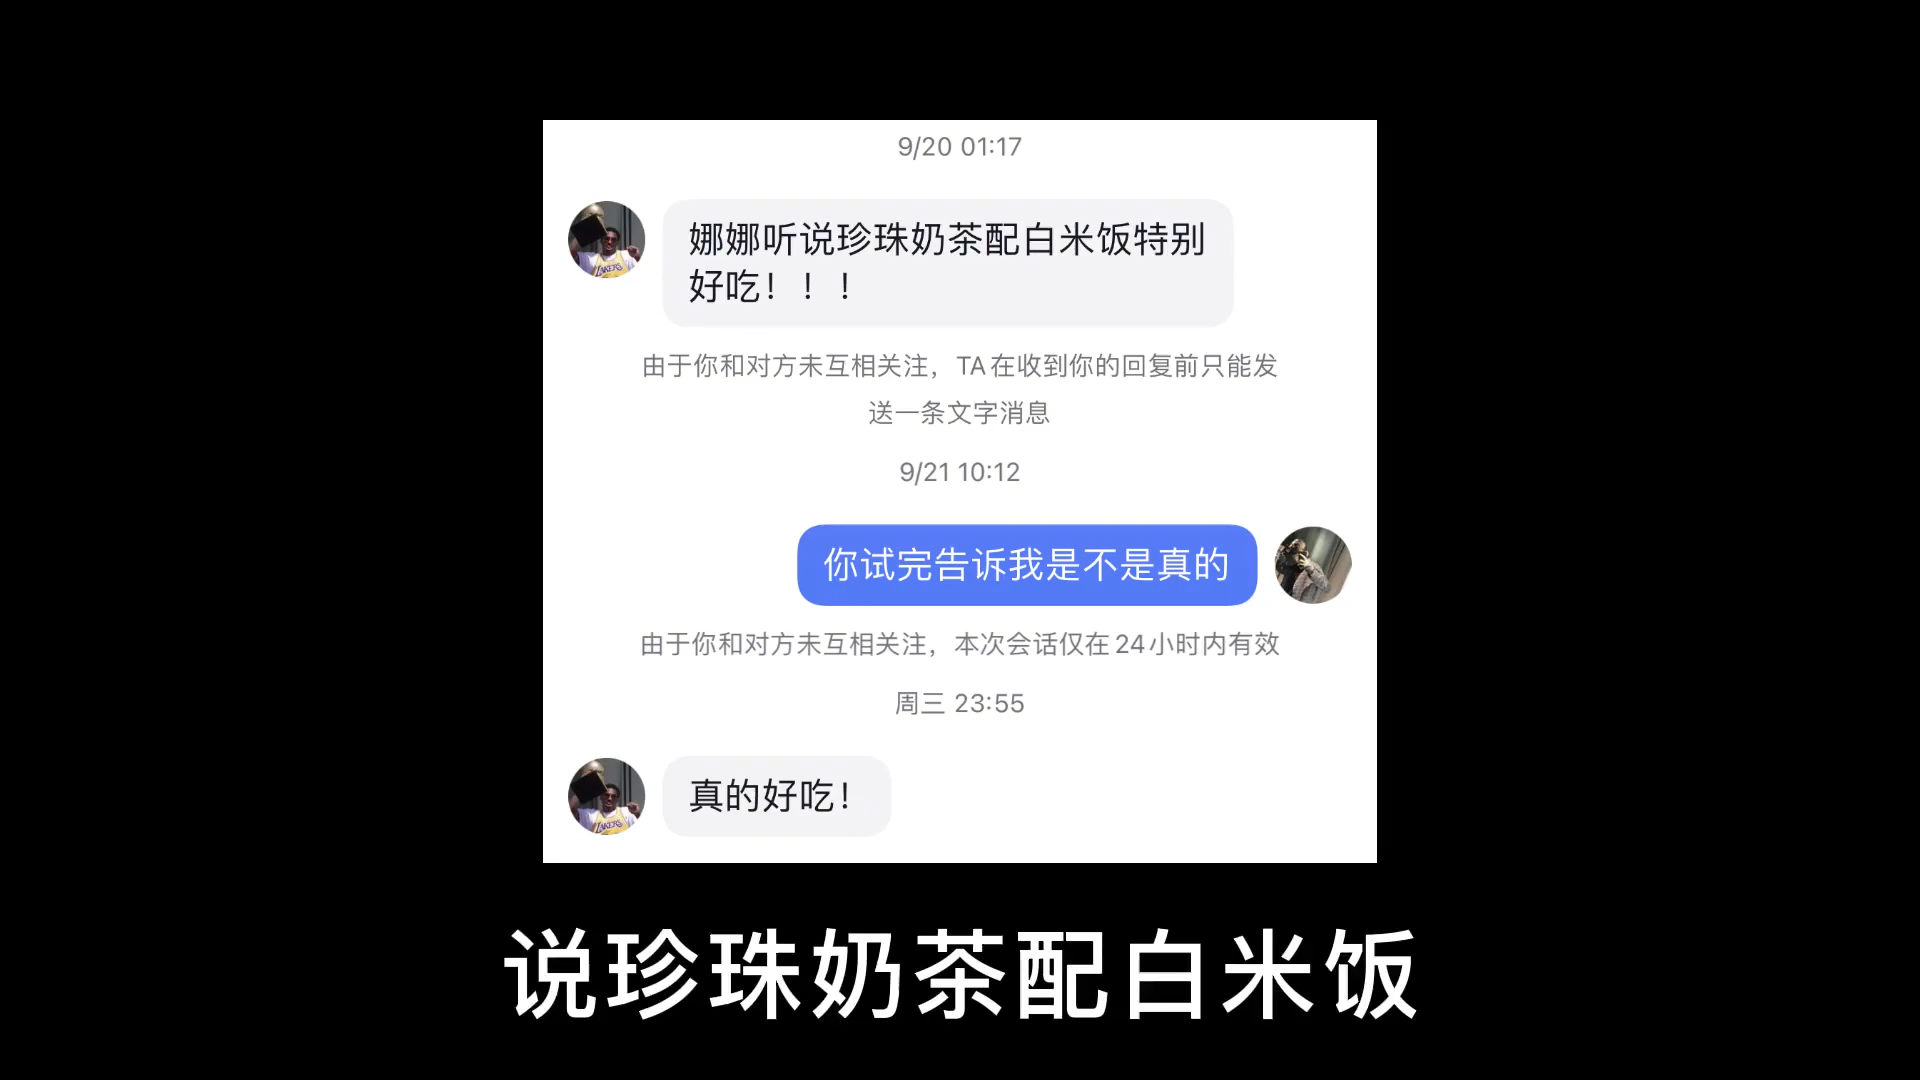 9/20 01:17
娜娜听说珍珠奶茶配白米饭特别
好吃！！！
由于你和对方未互相关注，TA在收到你的回复前只能发
送一条文字消息
9/21 10:12
你试完告诉我是不是真的
由于你和对方未互相关注，本次会话仅在24小时内有效
周三 23:55
真的好吃！
说珍珠奶茶配白米饭